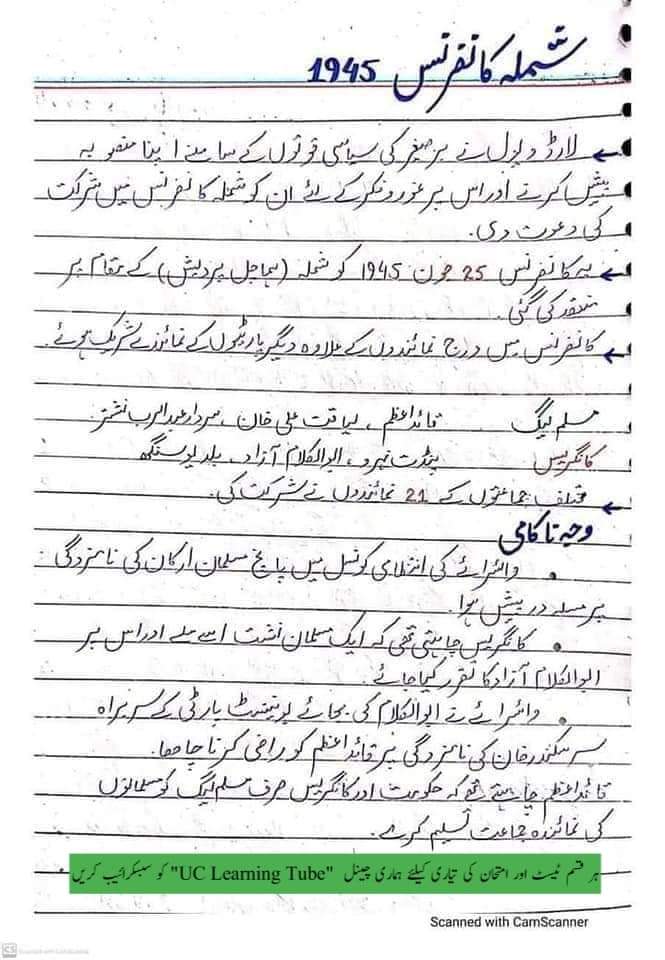 شملہ کانفرنس 1945
← لارڈ ویول نے برصغیر کی سیاسی قوتوں کے سامنے اپنا منصوبہ
پیش کرنے اور اس پر غور و فکر کے لئے ان کو شملہ کانفرنس میں شرکت
کی دعوت دی۔
← یہ کانفرنس 25 جون 1945 کو شملہ (ہماچل پردیش) کے مقام پر
منعقد کی گئی۔
← کانفرنس میں درج نمائندوں کے علاوہ دیگر پارٹیوں کے نمائندے شریک ہوئے۔
مسلم لیگ قائداعظم، لیاقت علی خان، سردار عبدالرب نشتر
کانگریس پنڈت نہرو، ابوالکلام آزاد، بلدیو سنگھ
← مختلف جماعتوں کے 21 نمائندوں نے شرکت کی۔
وجہ ناکامی
• وائسرائے کی انتظامی کونسل میں پانچ مسلمان ارکان کی نامزدگی
پر مسلہ درپیش ہوا۔
• کانگریس چاہتی تھی کہ ایک مسلمان نشت اسے ملے اور اس پر
ابوالکلام آزاد کا تقرر کیا جائے۔
• وائسرائے نے ابوالکلام کی بجائے یونینسٹ پارٹی کے سربراہ
سر سکندر خان کی نامزدگی پر قائداعظم کو راضی کرنا چاہا۔
قائداعظم چاہتے تھے کہ حکومت اور کانگریس صرف مسلم لیگ کو مسلمانوں
کی نمائندہ جماعت تسلیم کرے۔
ہر قسم ٹیسٹ اور امتحان کی تیاری کیلئے ہماری چینل "UC Learning Tube" کو سبسکرائیب کریں
Scanned with CamScanner
CS Scanned with CamScanner